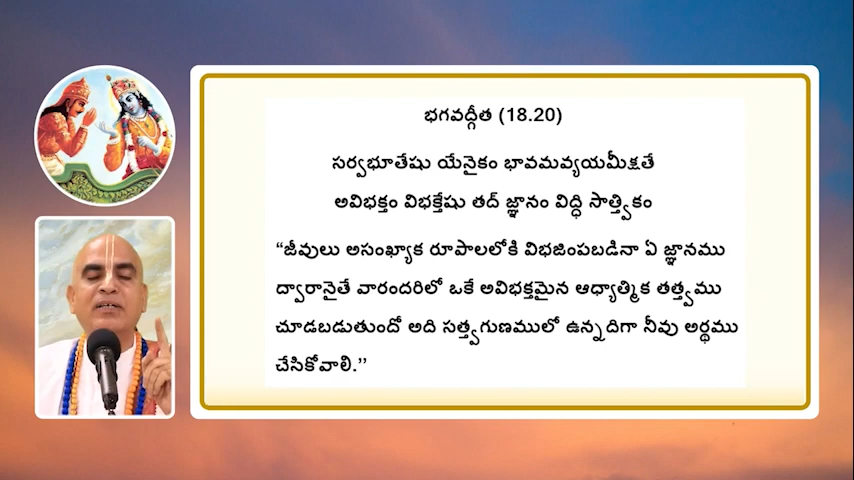 భగవద్గీత (18.20)
సర్వభూతేషు యేనైకం భావమవ్యయమీక్షతే
అవిభక్తం విభక్తేషు తద్ జ్ఞానం విద్ధి సాత్త్వికం
“జీవులు అసంఖ్యాక రూపాలలోకి విభజింపబడినా ఏ జ్ఞానము
ద్వారానైతే వారందరిలో ఒకే అవిభక్తమైన ఆధ్యాత్మిక తత్త్వము
చూడబడుతుందో అది సత్త్వగుణములో ఉన్నదిగా నీవు అర్థము
చేసికోవాలి.’’